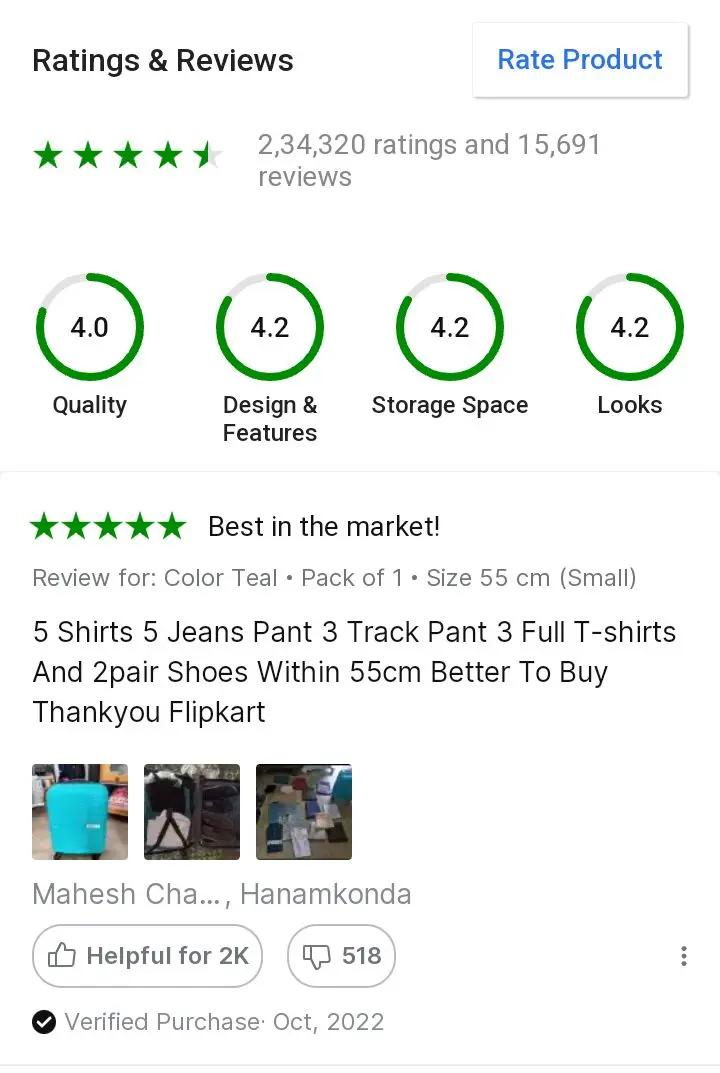 Ratings & Reviews
Rate Product
2,34,320 ratings and 15,691
reviews
4.0
4.2
4.2
4.2
Quality
Design &
Features
Storage Space
Looks
Best in the market!
Review for: Color Teal • Pack of 1 • Size 55 cm (Small)
5 Shirts 5 Jeans Pant 3 Track Pant 3 Full T-shirts
And 2pair Shoes Within 55cm Better To Buy
Thankyou Flipkart
Mahesh Cha..., Hanamkonda
Helpful for 2K
518
Verified Purchase· Oct, 2022